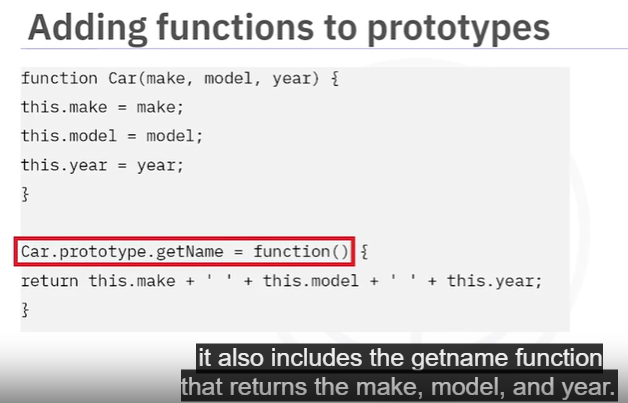 Adding functions to prototypes
function Car(make, model, year) {
this.make = make;
this.model = model;
this.year = year;
}
Car.prototype.getName = function() {
return this.make + ' ' + this.model + ' ' + this.year;
}
it also includes the getname function
that returns the make, model, and year.